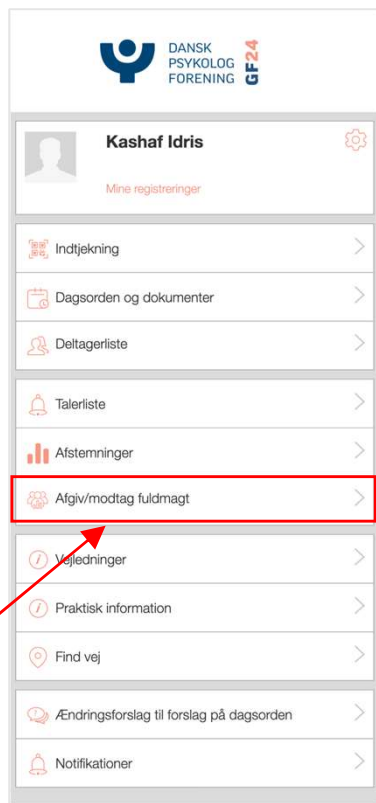 DANSK
PSYKOLOG
FORENING
GF24
Kashaf Idris
Mine registreringer
Indtjekning
Dagsorden og dokumenter
Deltagerliste
Talerliste
Afstemninger
Afgiv/modtag fuldmagt
Vejledninger
Praktisk information
Find vej
Ændringsforslag til forslag på dagsorden
Notifikationer